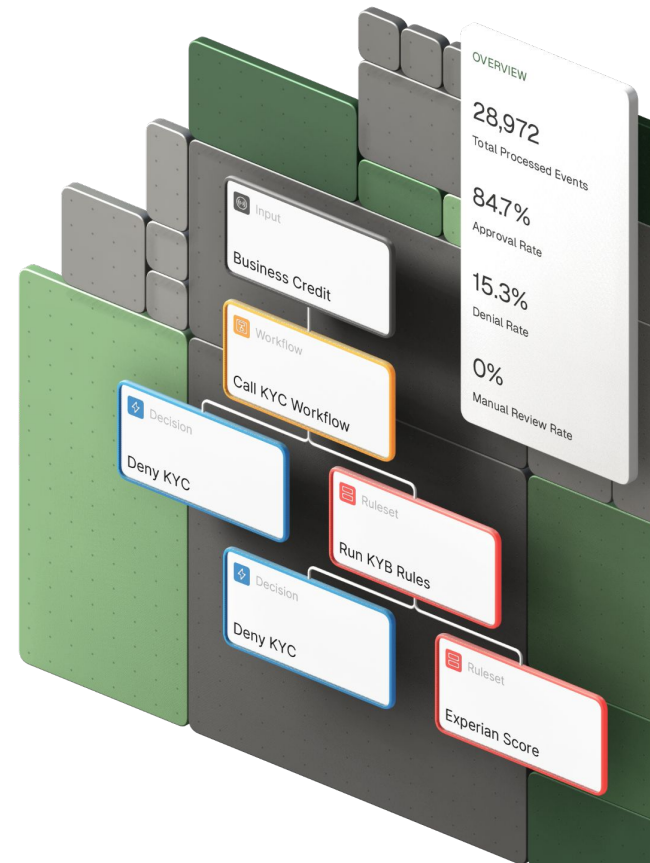 OVERVIEW
28,972
Total Processed Events
84.7%
Approval Rate
15.3%
Denial Rate
0%
Manual Review Rate
Input
Business Credit
Workflow
Call KYC Workflow
Decision
Deny KYC
Ruleset
Run KYB Rules
Decision
Deny KYC
Ruleset
Experian Score